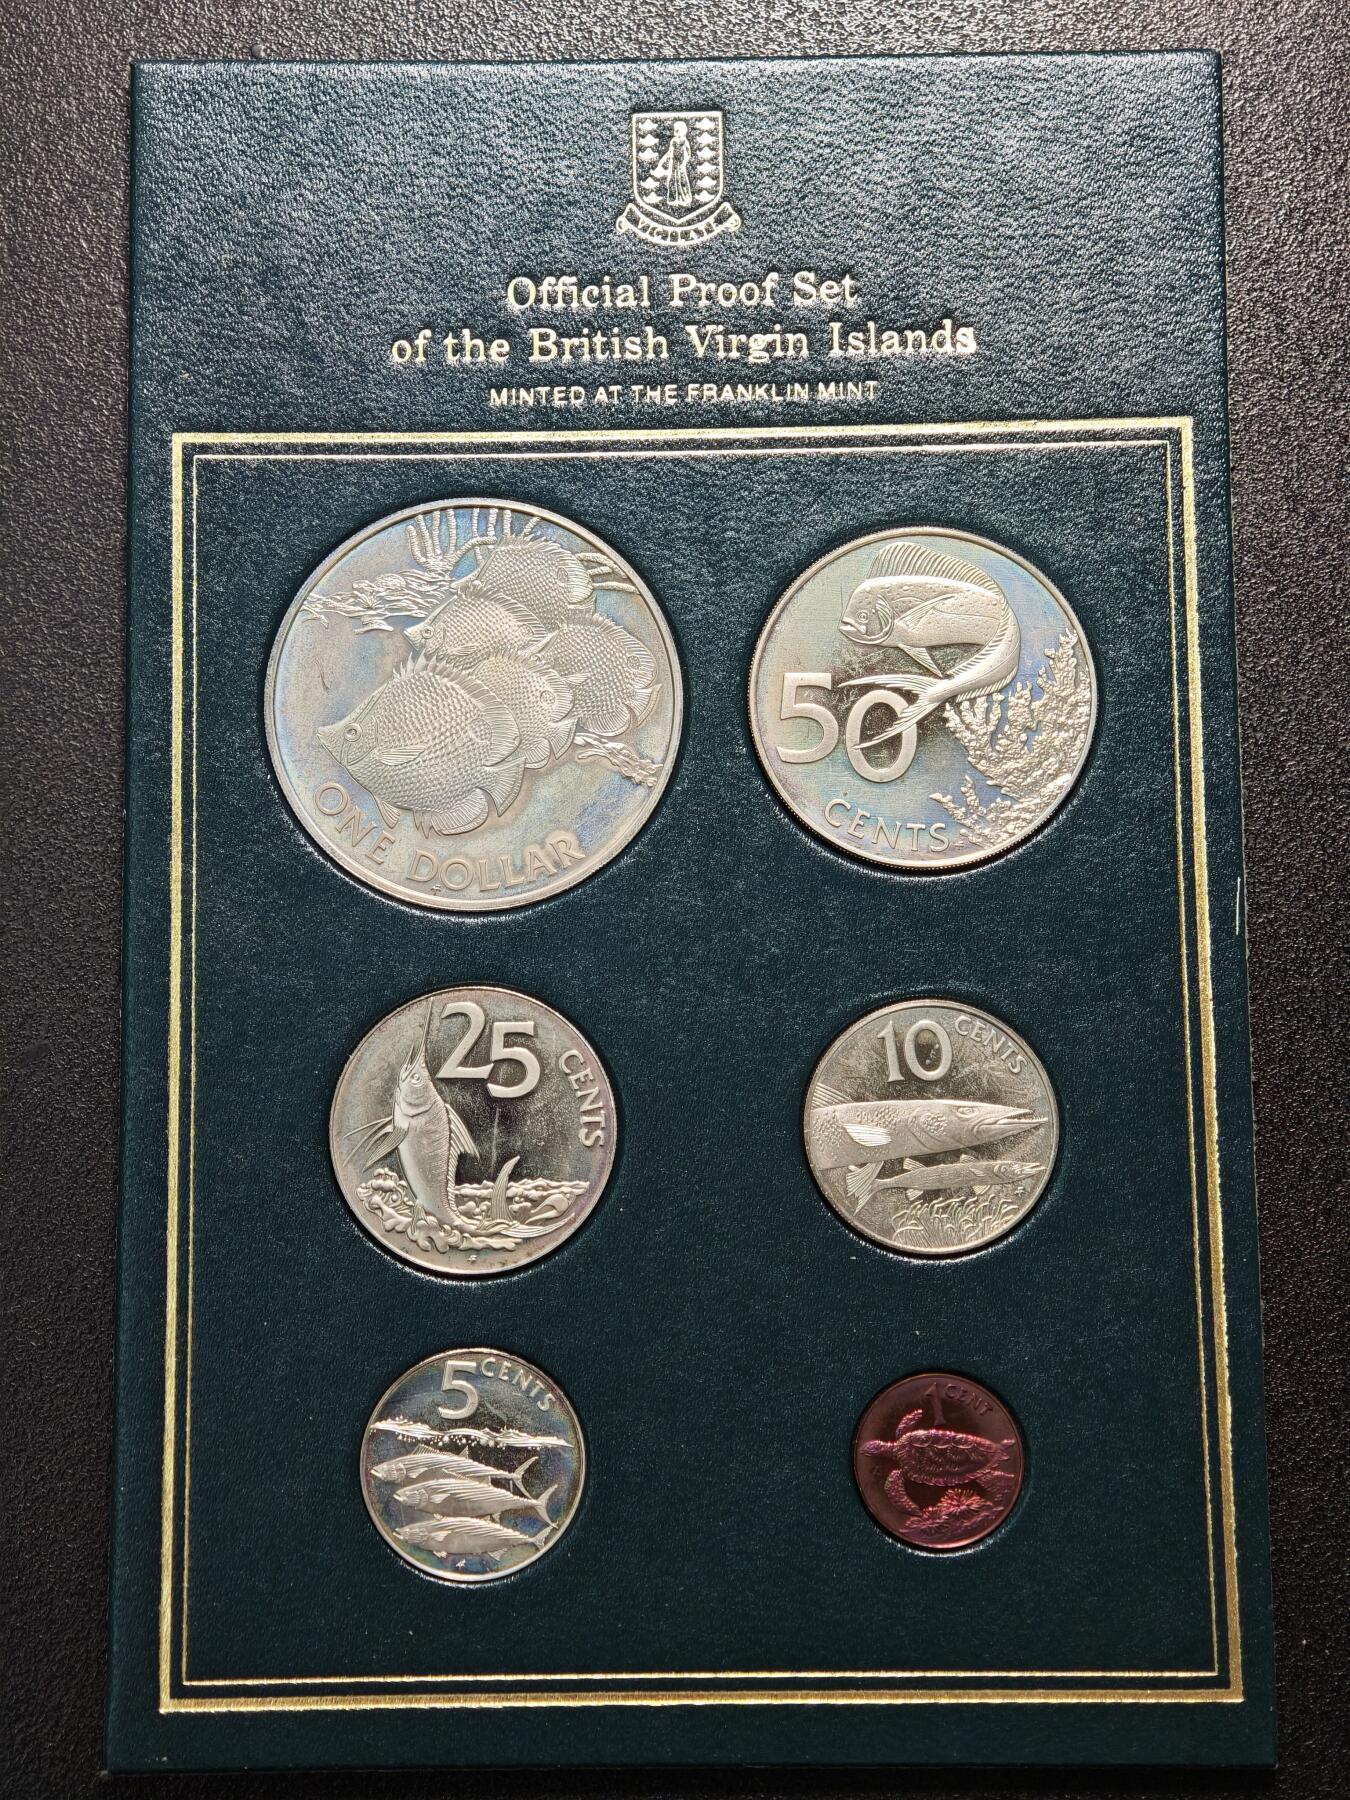 VIGILATE
Official Proof Set
of the British Virgin Islands
MINTED AT THE FRANKLIN MINT
ONE DOLLAR
50
CENTS
25
CENTS
10 CENTS
5 CENTS
1 CENT